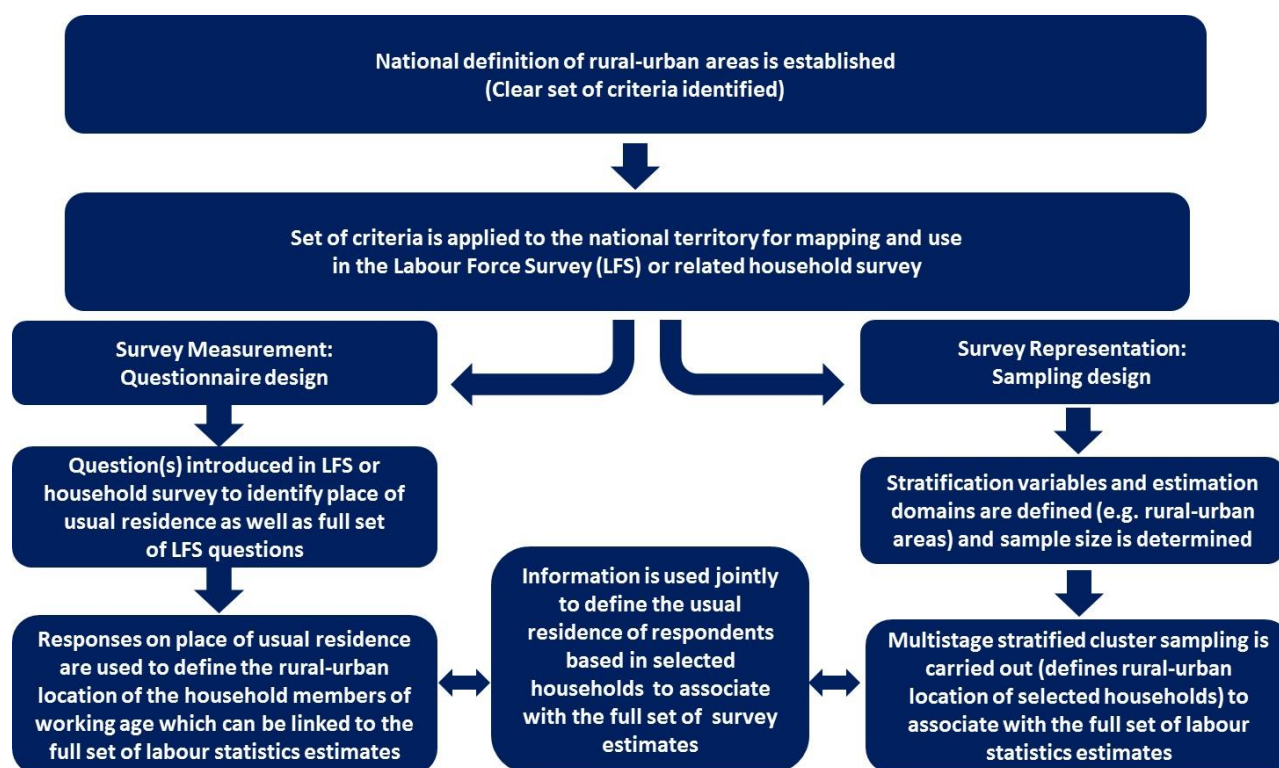 National definition of rural-urban areas is established
(Clear set of criteria identified)
Set of criteria is applied to the national territory for mapping and use
in the Labour Force Survey (LFS) or related household survey
Survey Measurement:
Questionnaire design
Question(s) introduced in LFS or
household survey to identify place of
usual residence as well as full set
of LFS questions
Responses on place of usual residence
are used to define the rural-urban
location of the household members of
working age which can be linked to the
full set of labour statistics estimates
Information is used jointly
to define the usual
residence of respondents
based in selected
households to associate
with the full set of survey
estimates
Survey Representation:
Sampling design
Stratification variables and estimation
domains are defined (e.g. rural-urban
areas) and sample size is determined
Multistage stratified cluster sampling is
carried out (defines rural-urban
location of selected households) to
associate with the full set of labour
statistics estimates